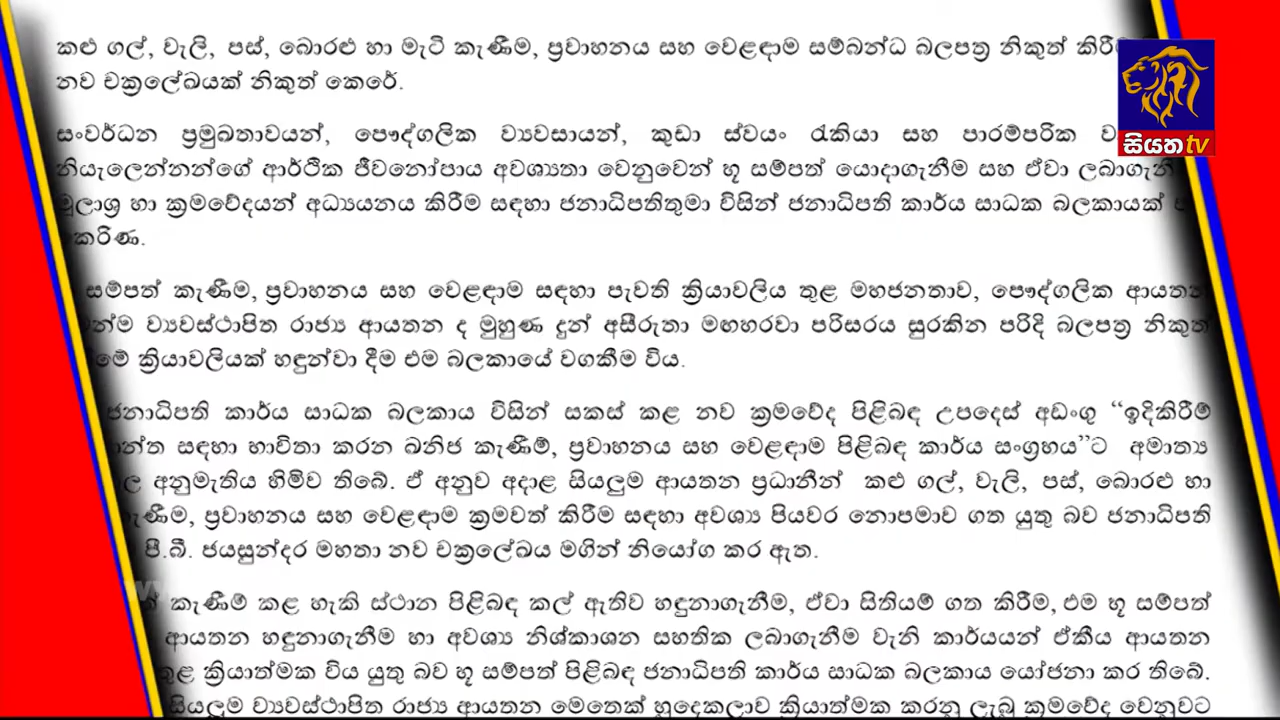 කළු ගල්, වැලි, පස්, බොරළු හා මැටි කැණීම, ප්‍රවාහනය සහ වෙළඳාම සම්බන්ධ බලපත්‍ර නිකුත්
නව චක්‍රලේඛයක් නිකුත් කෙරේ.
සංවර්ධන ප්‍රමුඛතාවයන්, පෞද්ගලික ව්‍යවසායන්, කුඩා ස්වයං රැකියා සහ පාරම්පරික
නියැලෙන්නන්ගේ ආර්ථික ජීවනෝපාය අවශ්‍යතා වෙනුවෙන් භූ සම්පත් යොදාගැනීම සහ ඒවා
මූලාශ්‍ර හා ක්‍රමවේදයන් අධ්‍යයනය කිරීම සඳහා ජනාධිපතිතුමා විසින් ජනාධිපති කාර්ය සාධක බලකායක්
කරිණ.
සම්පත් කැණීම, ප්‍රවාහනය සහ වෙළඳාම සඳහා පැවති ක්‍රියාවලිය තුළ මහජනතාව, පෞද්ගලික ආයතන
ව්‍යවස්ථාපිත රාජ්‍ය ආයතන ද මුහුණ දුන් අසීරුතා මඟහරවා පරිසරය සුරකින පරිදි බලපත්‍ර නිකුත්
ක්‍රියාවලියක් හඳුන්වා දීම එම බලකායේ වගකීම විය.
ජනාධිපති කාර්ය සාධක බලකාය විසින් සකස් කළ නව ක්‍රමවේද පිළිබඳ උපදෙස් අඩංගු ‘‘ඉදිකිරීම්
සඳහා භාවිතා කරන ඛනිජ කැණීම්, ප්‍රවාහනය සහ වෙළඳාම පිළිබඳ කාර්ය සංග්‍රහය’’ට අමාත්‍ය
අනුමැතිය හිමිව තිබේ. ඒ අනුව අදාළ සියලුම ආයතන ප්‍රධානීන් කළු ගල්, වැලි, පස්, බොරළු හා
ප්‍රවාහනය සහ වෙළඳාම ක්‍රමවත් කිරීම සඳහා අවශ්‍ය පියවර නොපමාව ගත යුතු බව ජනාධිපති
පී.බී. ජයසුන්දර මහතා නව චක්‍රලේඛය මගින් නියෝග කර ඇත.
කැණීම් කළ හැකි ස්ථාන පිළිබඳ කල් ඇතිව හඳුනාගැනීම, ඒවා සිතියම් ගත කිරීම, එම භූ සම්පත්
ආයතන හඳුනාගැනීම හා අවශ්‍ය නිශ්කාශන සහතික ලබාගැනීම වැනි කාර්යයන් ඒකීය ආයතන
තුළ ක්‍රියාත්මක විය යුතු බව භූ සම්පත් පිළිබඳ ජනාධිපති කාර්ය සාධක බලකාය යෝජනා කර තිබේ.
සියලුම ව්‍යවස්ථාපිත රාජ්‍ය ආයතන මෙතෙක් හුදෙකලාව ක්‍රියාත්මක කරනු ලැබූ ක්‍රමවේද වෙනුවට
සියත tv